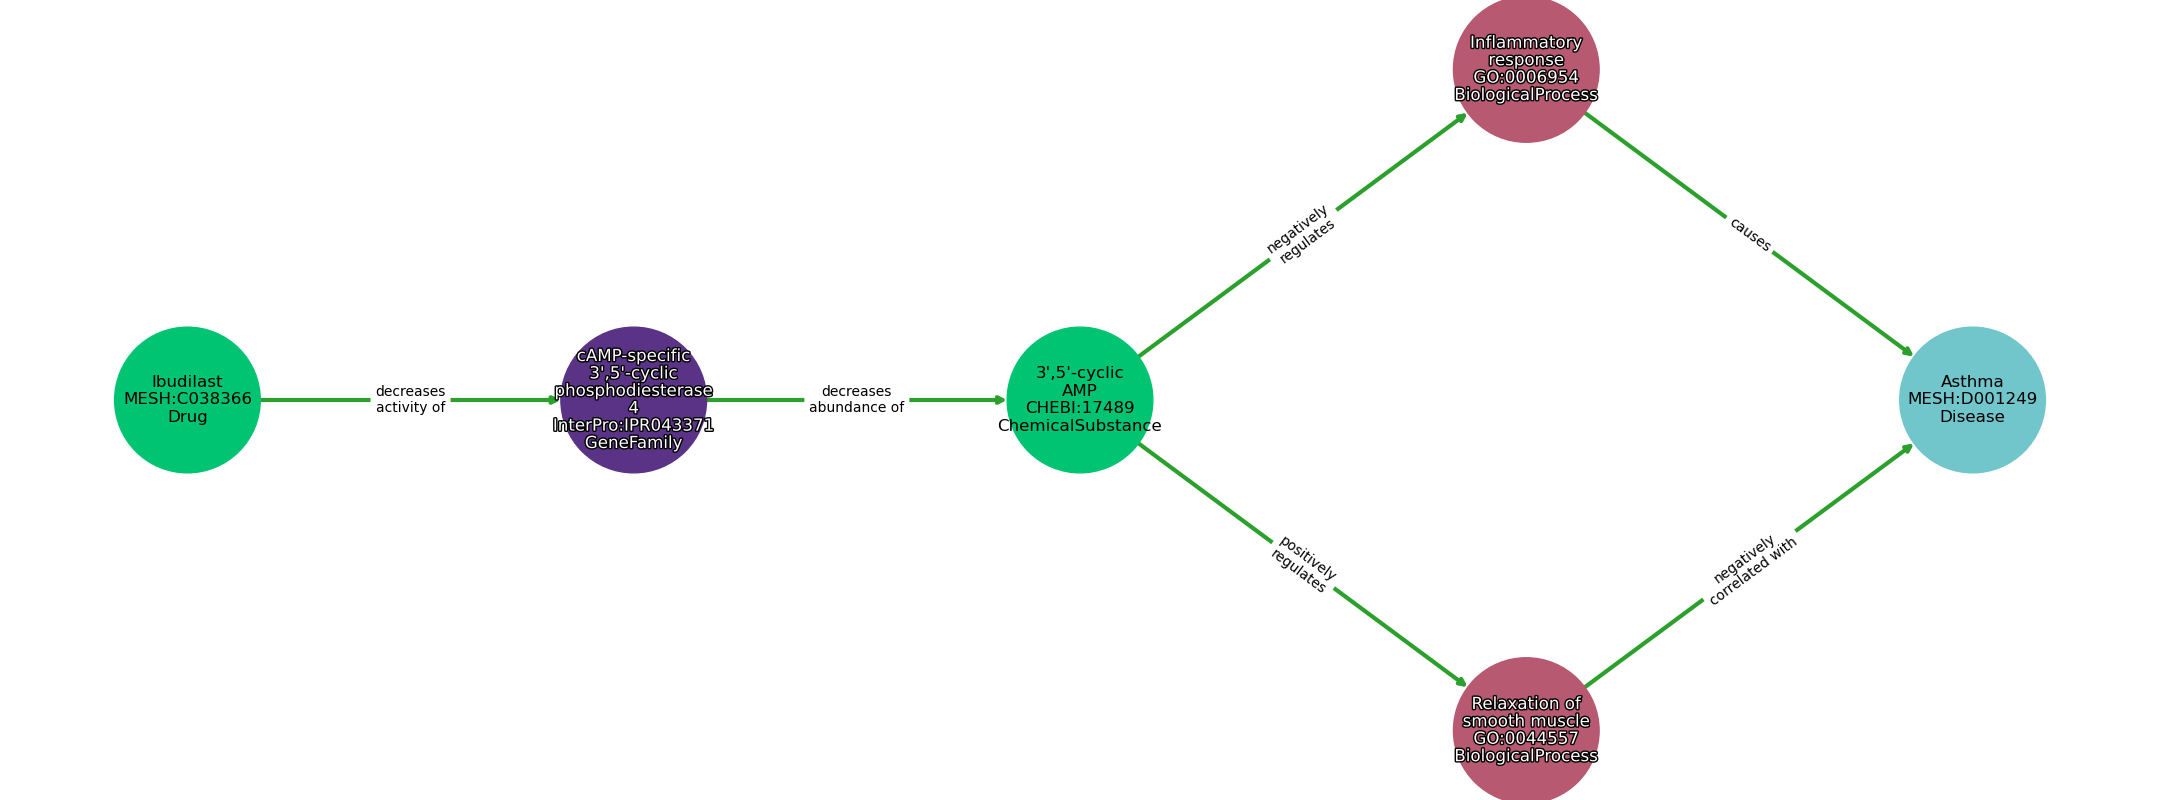 Inflammatory
response
GO:0006954
BiologicalProcess
negatively
regulates
causes
Ibudilast
MESH:C038366
Drug
decreases
activity of
cAMP-specific
3',5'-cyclic
phosphodiesterase
4
InterPro:IPR043371
GeneFamily
decreases
abundance of
3',5'-cyclic
AMP
CHEBI:17489
ChemicalSubstance
Asthma
MESH:D001249
Disease
positively
regulates
negatively
correlated with
Relaxation of
smooth muscle
GO:0044557
BiologicalProcess